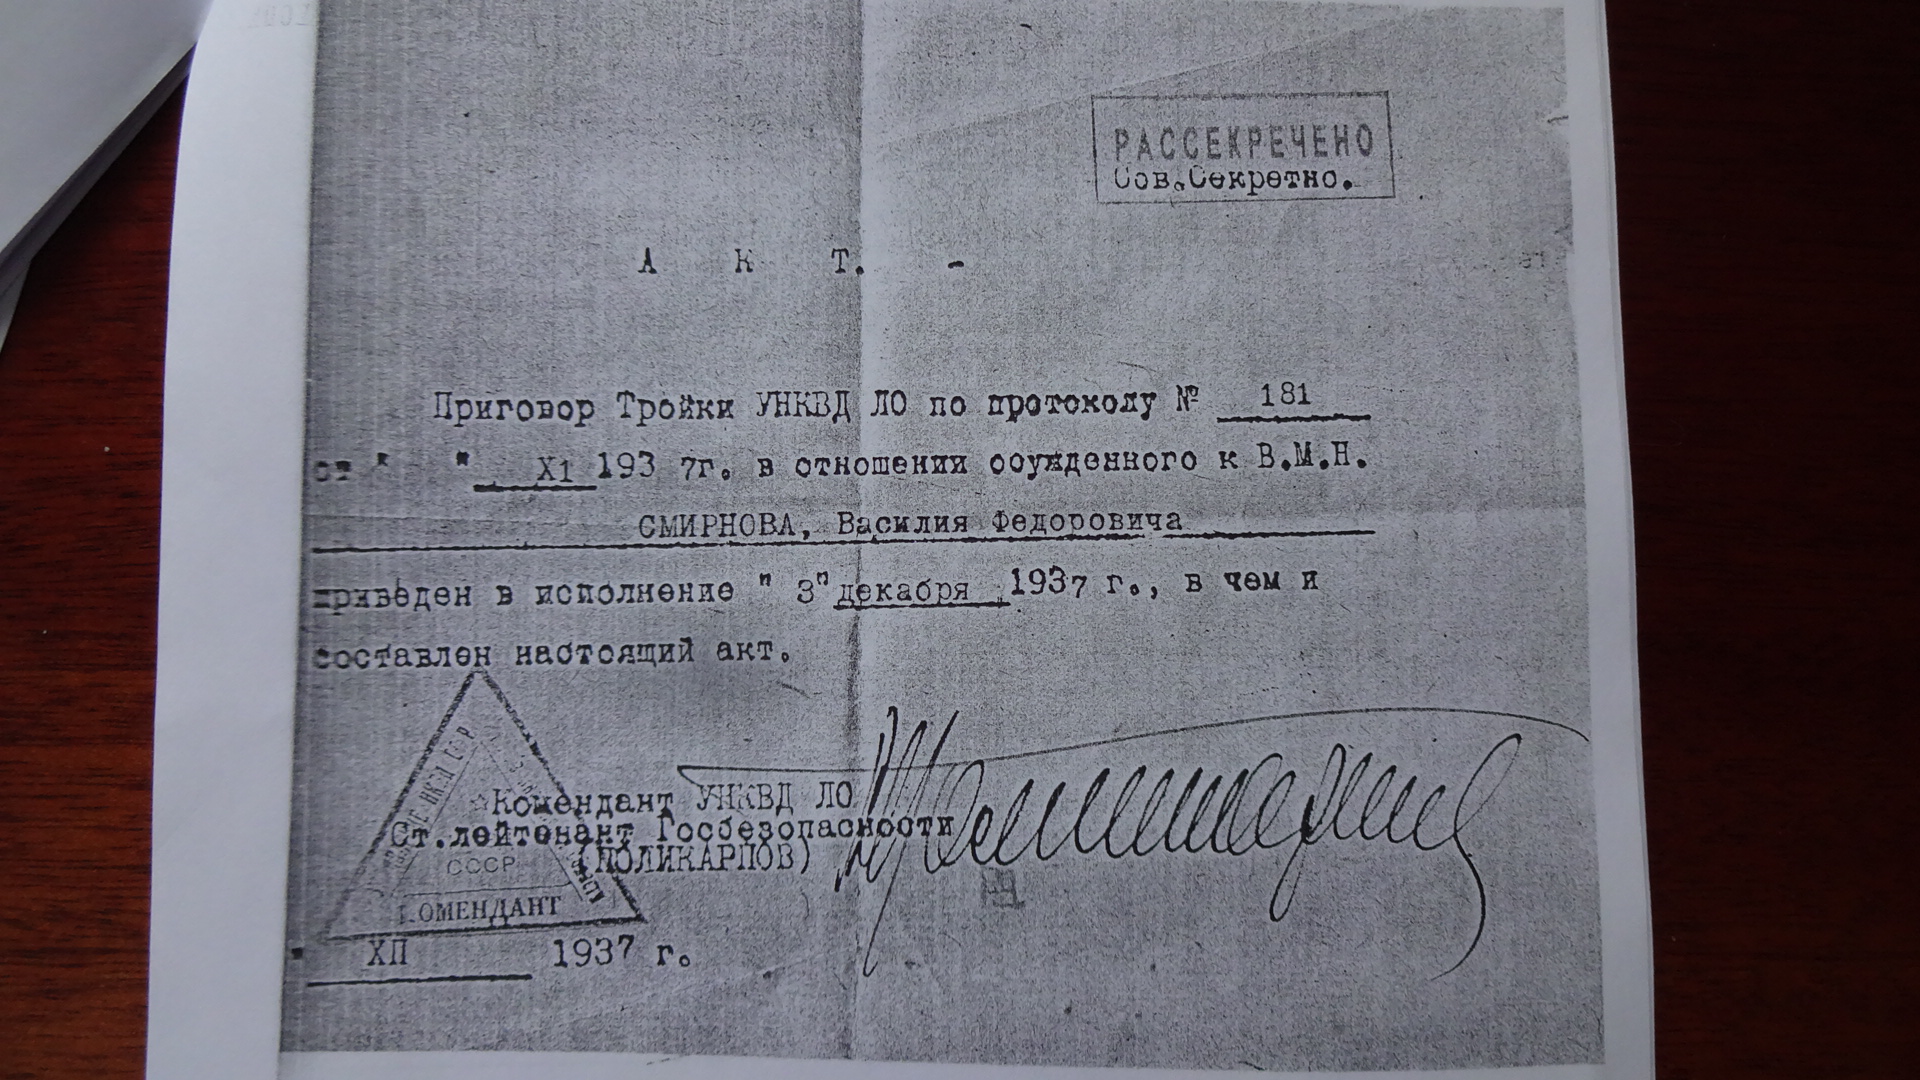 РАССЕКРЕЧЕНО
Сов.Секретно.
А К Т. -
Приговор Тройки УНКВД ЛО по протоколу № 181
от " " XI 1937г. в отношении осужденного к В.М.Н.
СМИРНОВА, Василия Федоровича
приведен в исполнение " 3" декабря 1937 г., в чем и
составлен настоящий акт.
НКВД СССР
Комендант УНКВД ЛО
Ст.лейтенант Госбезопасности
(ПОЛИКАРПОВ)
СССР
КОМЕНДАНТ
" XII 1937 г.